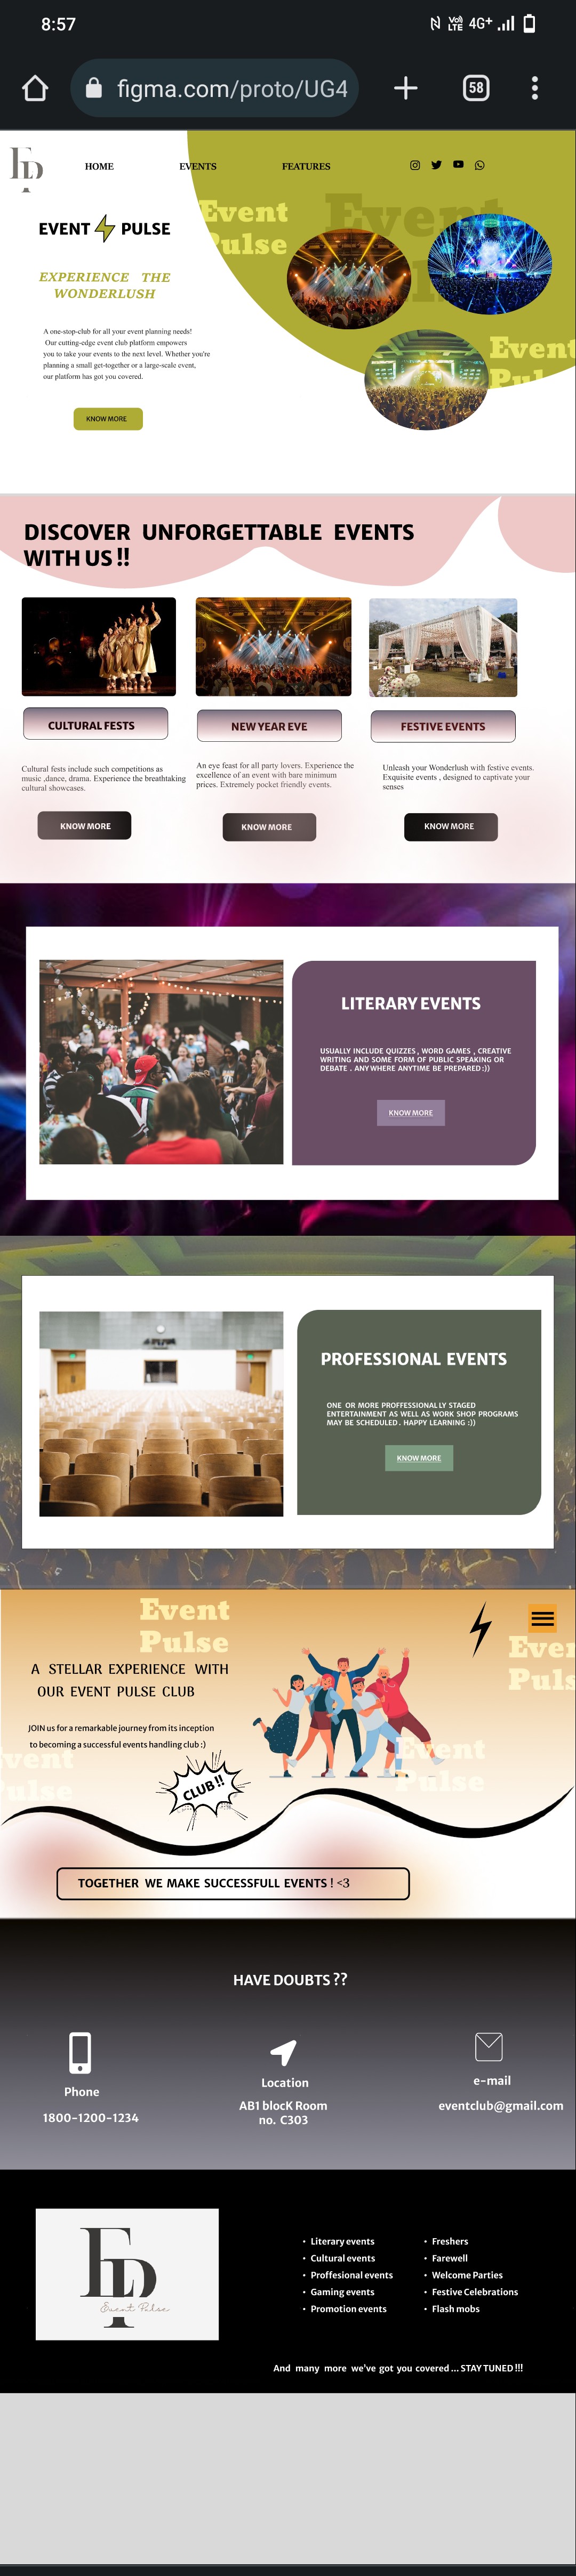 8:57
Vo)) LTE 4G+
figma.com/proto/UG4
58
HOME EVENTS FEATURES
Event Pulse
Event
EVENT PULSE
EXPERIENCE THE
WONDERLUSH
A one-stop-club for all your event planning needs!
Our cutting-edge event club platform empowers
you to take your events to the next level. Whether you're
planning a small get-together or a large-scale event,
our platform has got you covered.
Event
KNOW MORE
DISCOVER UNFORGETTABLE EVENTS
WITH US !!
CULTURAL FESTS
NEW YEAR EVE
FESTIVE EVENTS
Cultural fests include such competitions as
music ,dance, drama. Experience the breathtaking
cultural showcases.
An eye feast for all party lovers. Experience the
excellence of an event with bare minimum
prices. Extremely pocket friendly events.
Unleash your Wonderlush with festive events.
Exquisite events , designed to captivate your
senses
KNOW MORE
KNOW MORE
KNOW MORE
LITERARY EVENTS
USUALLY INCLUDE QUIZZES , WORD GAMES , CREATIVE
WRITING AND SOME FORM OF PUBLIC SPEAKING OR
DEBATE . ANY WHERE ANYTIME BE PREPARED :))
KNOW MORE
PROFESSIONAL EVENTS
ONE OR MORE PROFFESSIONALLY STAGED
ENTERTAINMENT AS WELL AS WORK SHOP PROGRAMS
MAY BE SCHEDULED . HAPPY LEARNING :))
KNOW MORE
Event
Pulse
A STELLAR EXPERIENCE WITH
OUR EVENT PULSE CLUB
JOIN us for a remarkable journey from its inception
to becoming a successful events handling club :)
Event
Pulse
CLUB !!
TOGETHER WE MAKE SUCCESSFULL EVENTS ! <3
HAVE DOUBTS ??
Phone
1800-1200-1234
Location
AB1 blocK Room
no. C303
e-mail
eventclub@gmail.com
EP
Event Pulse
• Literary events
• Cultural events
• Proffesional events
• Gaming events
• Promotion events
• Freshers
• Farewell
• Welcome Parties
• Festive Celebrations
• Flash mobs
And many more we've got you covered ... STAY TUNED !!!